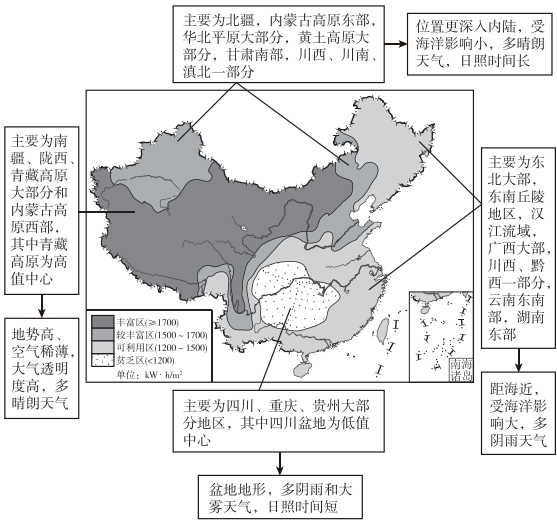 主要为北疆，内蒙古高原东部，
华北平原大部分，黄土高原大
部分，甘肃南部，川西、川南、
滇北一部分
位置更深入内陆，受
海洋影响小，多晴朗
天气，日照时间长
主要为南
疆、陇西、
青藏高原
大部分和
内蒙古高
原西部，
其中青藏
高原为高
值中心
地势高、
空气稀薄，
大气透明
度高，多
晴朗天气
主要为东
北大部，
东南丘陵
地区，汉
江流域，
广西大部，
川西、黔
西一部分，
云南东南
部，湖南
东部
距海近，
受海洋影
响大，多
阴雨天气
丰富区(≥1700)
较丰富区(1500~1700)
可利用区(1200~1500)
贫乏区(<1200)
单位：kW·h/m²
南海
诸岛
主要为四川、重庆、贵州大部
分地区，其中四川盆地为低值
中心
盆地地形，多阴雨和大
雾天气，日照时间短